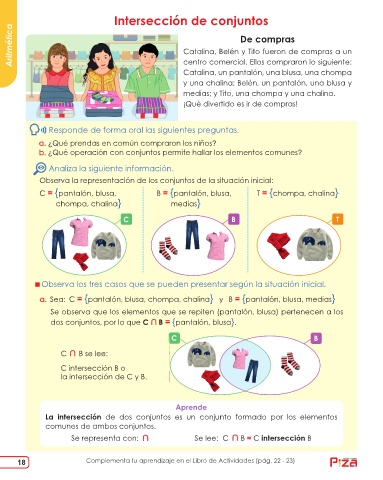 Intersección de conjuntos
Aritmética
De compras
Catalina, Belén y Tito fueron de compras a un
centro comercial. Ellos compraron lo siguiente:
Catalina, un pantalón, una blusa, una chompa
y una chalina; Belén, un pantalón, una blusa y
medias; y Tito, una chompa y una chalina.
¡Qué divertido es ir de compras!
Responde de forma oral las siguientes preguntas.
a. ¿Qué prendas en común compraron los niños?
b. ¿Qué operación con conjuntos permite hallar los elementos comunes?
Analiza la siguiente información.
Observa la representación de los conjuntos de la situación inicial:
C = {pantalón, blusa, B = {pantalón, blusa, T = {chompa, chalina}
chompa, chalina} medias}
C B T
Observa los tres casos que se pueden presentar según la situación inicial.
a. Sea: C = {pantalón, blusa, chompa, chalina} y B = {pantalón, blusa, medias}
Se observa que los elementos que se repiten (pantalón, blusa) pertenecen a los
dos conjuntos, por lo que C ∩ B = {pantalón, blusa}.
C B
C ∩ B se lee:
C intersección B o
la intersección de C y B.
Aprende
La intersección de dos conjuntos es un conjunto formado por los elementos
comunes de ambos conjuntos.
Se representa con: ∩ Se lee: C ∩ B = C intersección B
18 Complementa tu aprendizaje en el Libro de Actividades (pág. 22 - 23)